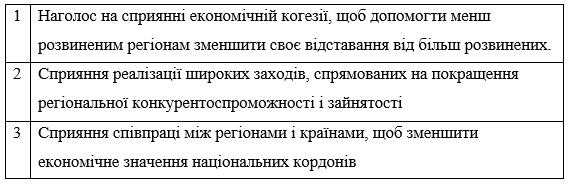 1 Наголос на сприянні економічній когезії, щоб допомогти менш
розвиненим регіонам зменшити своє відставання від більш розвинених.
2 Сприяння реалізації широких заходів, спрямованих на покращення
регіональної конкурентоспроможності і зайнятості
3 Сприяння співпраці між регіонами і країнами, щоб зменшити
економічне значення національних кордонів